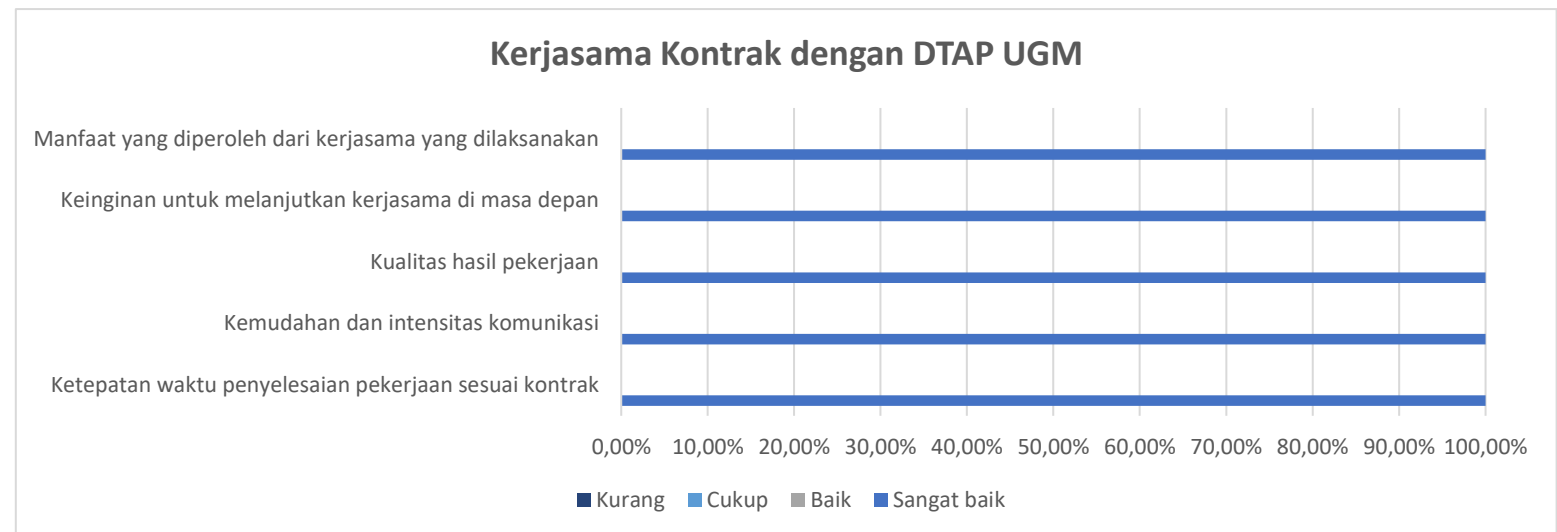 Kerjasama Kontrak dengan DTAP UGM
Manfaat yang diperoleh dari kerjasama yang dilaksanakan
Keinginan untuk melanjutkan kerjasama di masa depan
Kualitas hasil pekerjaan
Kemudahan dan intensitas komunikasi
Ketepatan waktu penyelesaian pekerjaan sesuai kontrak
0,00% 10,00% 20,00% 30,00% 40,00% 50,00% 60,00% 70,00% 80,00% 90,00% 100,00%
Kurang Cukup Baik Sangat baik